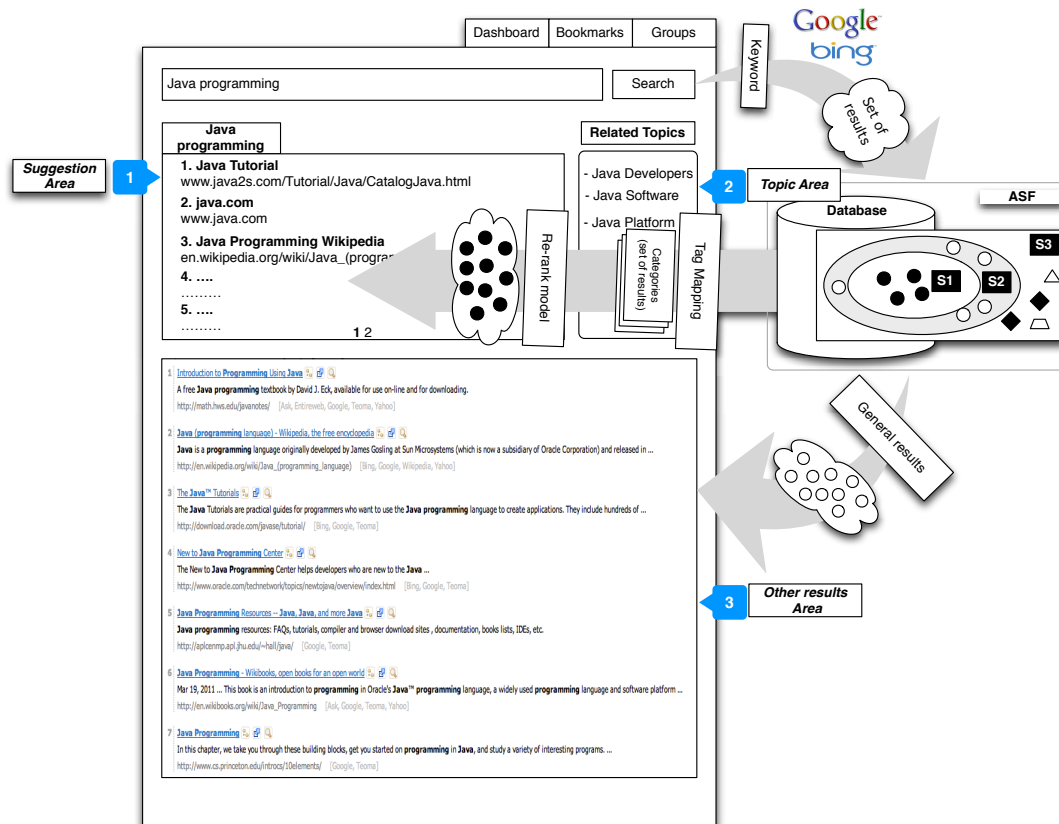 Google
bing
Dashboard Bookmarks Groups
Java programming
Search
Keyword
Set of
results
Java
programming
Related Topics
Suggestion
Area
1
1. Java Tutorial
www.java2s.com/Tutorial/Java/CatalogJava.html
2. java.com
www.java.com
3. Java Programming Wikipedia
en.wikipedia.org/wiki/Java_(progra
4. ....
.........
5. ....
.........
1 2
- Java Developers
- Java Software
- Java Platform
2
Topic Area
Re-rank model
Categories
(set of results)
Tag Mapping
ASF
Database
S1
S2
S3
General results
1 Introduction to Programming Using Java
A free Java programming textbook by David J. Eck, available for use on-line and for downloading.
http://math.hws.edu/javanotes/ [Ask, Entireweb, Google, Teoma, Yahoo]
2 Java (programming language) - Wikipedia, the free encyclopedia
Java is a programming language originally developed by James Gosling at Sun Microsystems (which is now a subsidiary of Oracle Corporation) and released in ...
http://en.wikipedia.org/wiki/Java_(programming_language) [Bing, Google, Wikipedia, Yahoo]
3 The Java™ Tutorials
The Java Tutorials are practical guides for programmers who want to use the Java programming language to create applications. They include hundreds of ...
http://download.oracle.com/javase/tutorial/ [Bing, Google, Teoma]
4 New to Java Programming Center
The New to Java Programming Center helps developers who are new to the Java ...
http://www.oracle.com/technetwork/topics/newtojava/overview/index.html [Bing, Google, Teoma]
5 Java Programming Resources -- Java, Java, and more Java
Java programming resources: FAQs, tutorials, compiler and browser download sites , documentation, books lists, IDEs, etc.
http://apl.jhu.edu/~hall/java/ [Google, Teoma]
6 Java Programming - Wikibooks, open books for an open world
Mar 19, 2011 ... This book is an introduction to programming in Oracle's Java™ programming language, a widely used programming language and software platform ...
http://en.wikibooks.org/wiki/Java_Programming [Ask, Google, Teoma, Yahoo]
7 Java Programming
In this chapter, we take you through these building blocks, get you started on programming in Java, and study a variety of interesting programs. ...
http://www.cs.princeton.edu/introcs/10elements/ [Google, Teoma]
3
Other results
Area